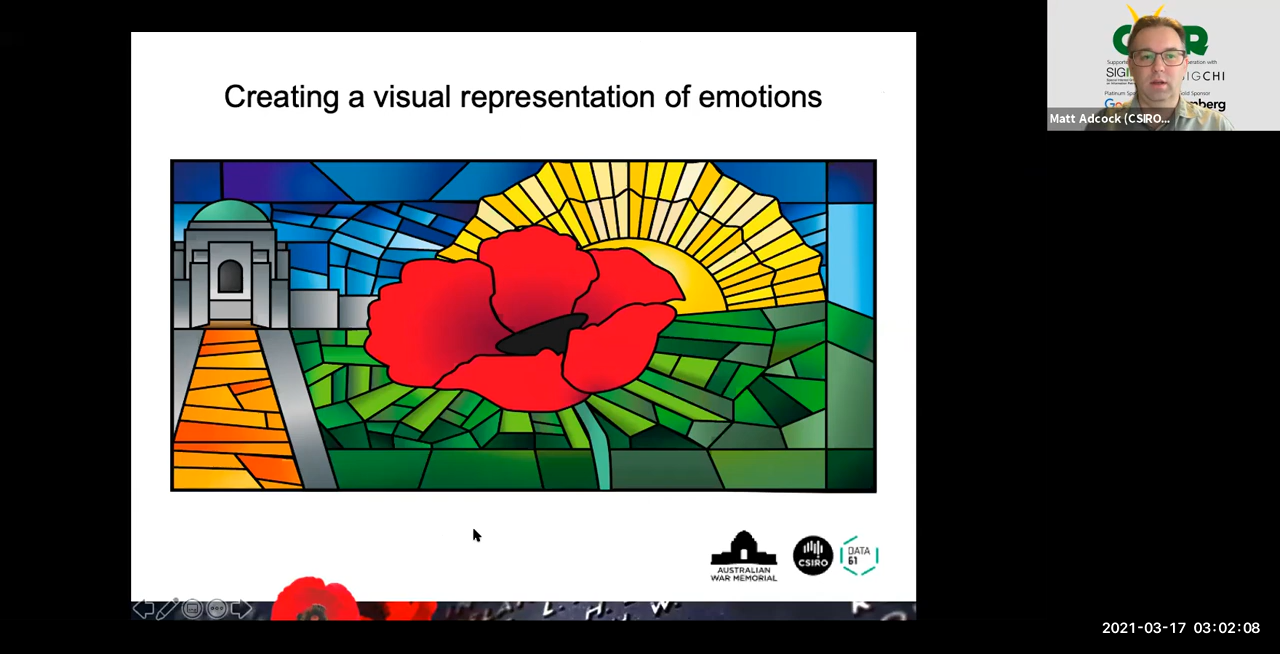 Creating a visual representation of emotions
SIGCHI
Matt Adcock (CSIRO...
AUSTRALIAN
WAR MEMORIAL
CSIRO
DATA
61
L. H. W.
2021-03-17 03:02:08